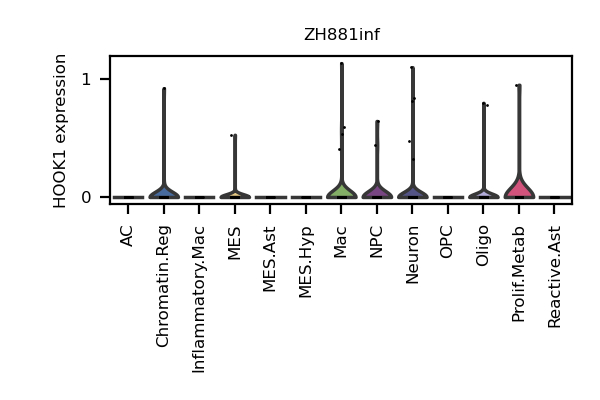 ZH881inf
HOOK1 expression
1
0
AC
Chromatin.Reg
Inflammatory.Mac
MES
MES.Ast
MES.Hyp
Mac
NPC
Neuron
OPC
Oligo
Prolif.Metab
Reactive.Ast